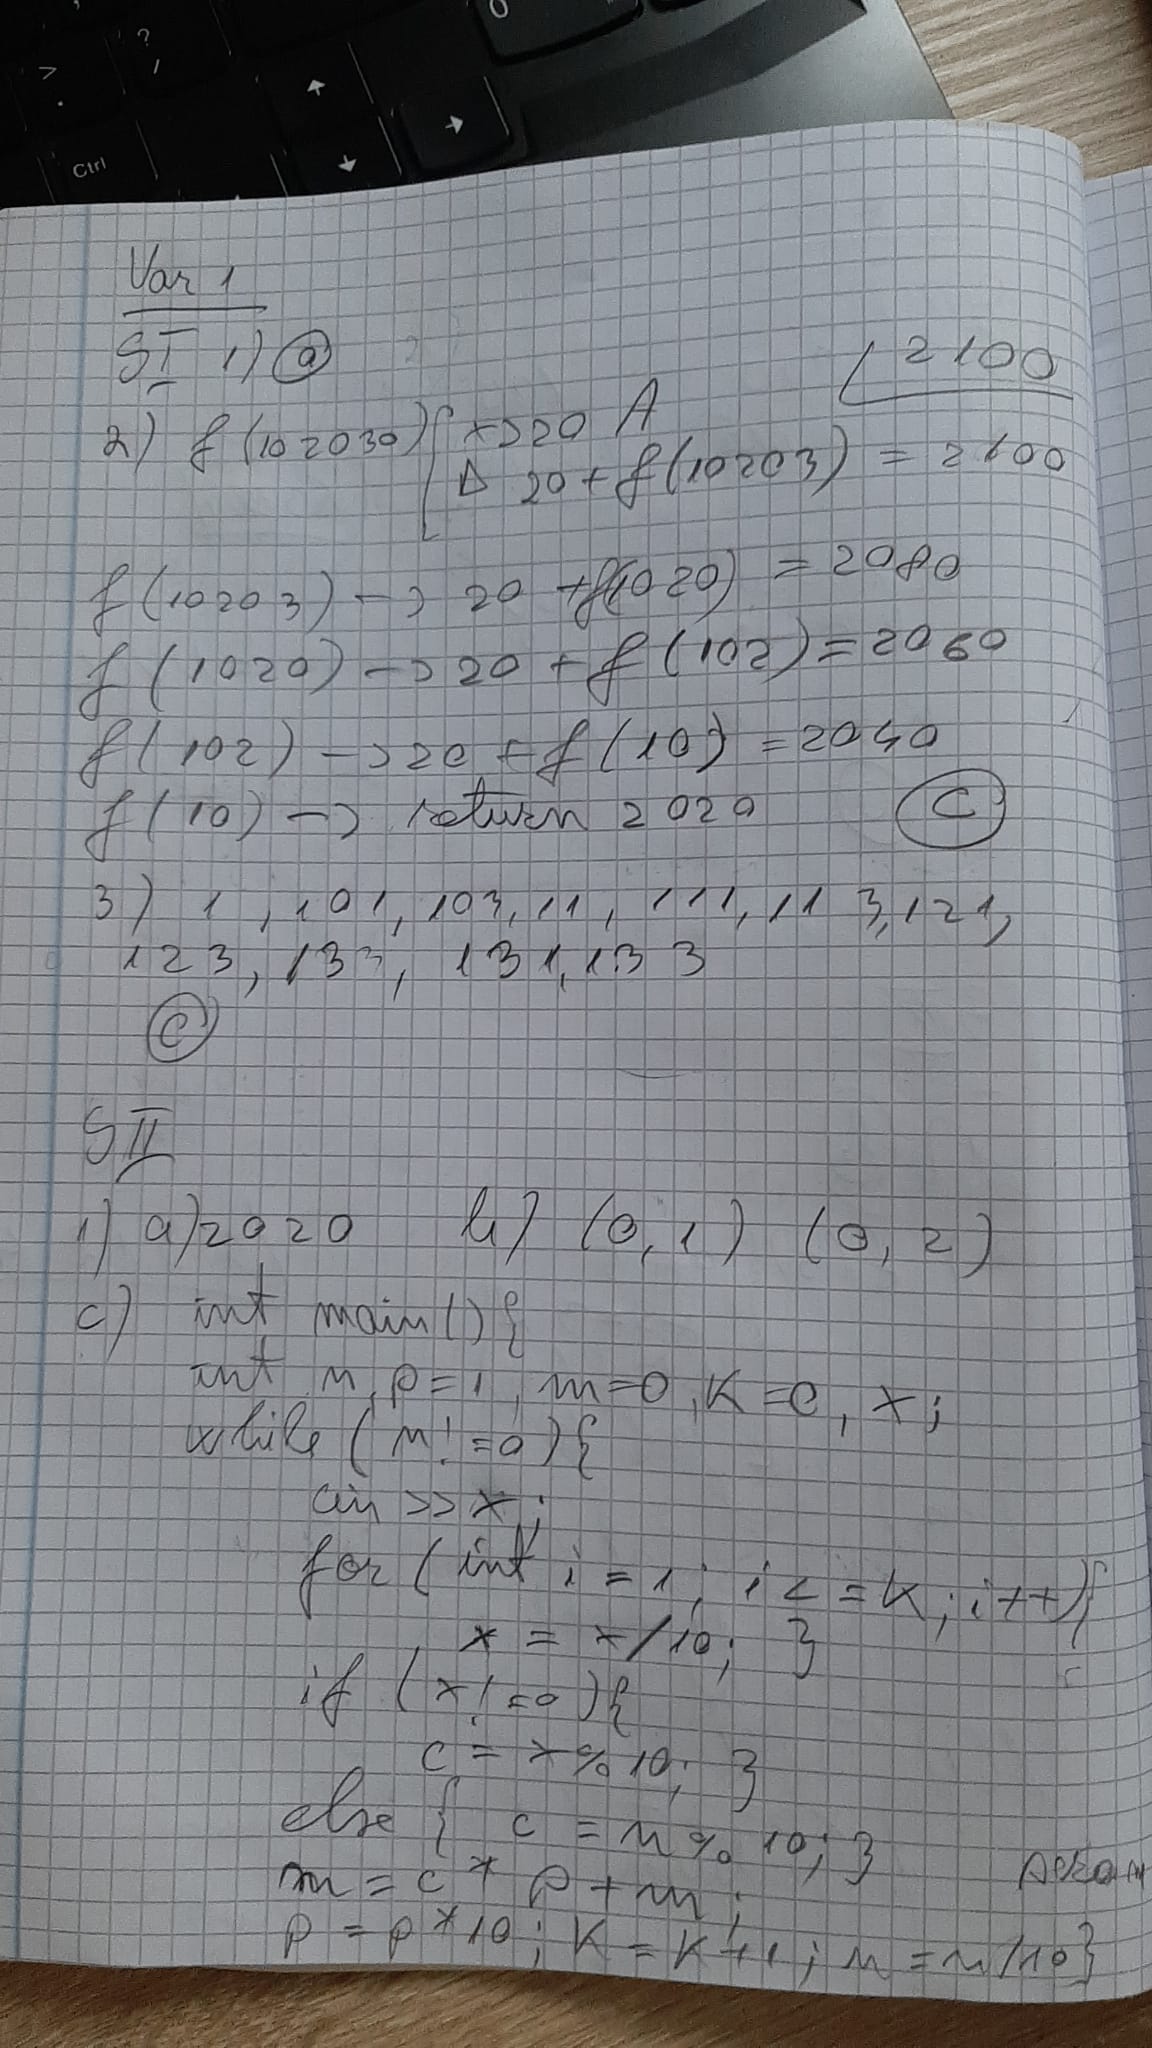 ?
/
>
.
Ctrl
Var 1
SI 1) a
2100
2) f(102030) { x>20 A
20 + f(10203) = 2100
f(10203) -> 20 + f(1020) = 2080
f(1020) -> 20 + f(102) = 2060
f(102) -> 20 + f(10) = 2040
f(10) -> return 2020 C
3) 1, 101, 103, 11, 111, 113, 121,
123, 133, 131, 133
C
SII
1) a) 2020 b) (0,1) (0,2)
c) int main(){
int n, p=1, m=0, K=0, x;
while (n!=0){
cin >> x;
for (int i=1; i<=K; i++){
x = x/10; }
if (x!=0){
c = x%10; }
else { c = n%10; }
m = c*p+m;
p = p*10; K = K+1; n = n/10}